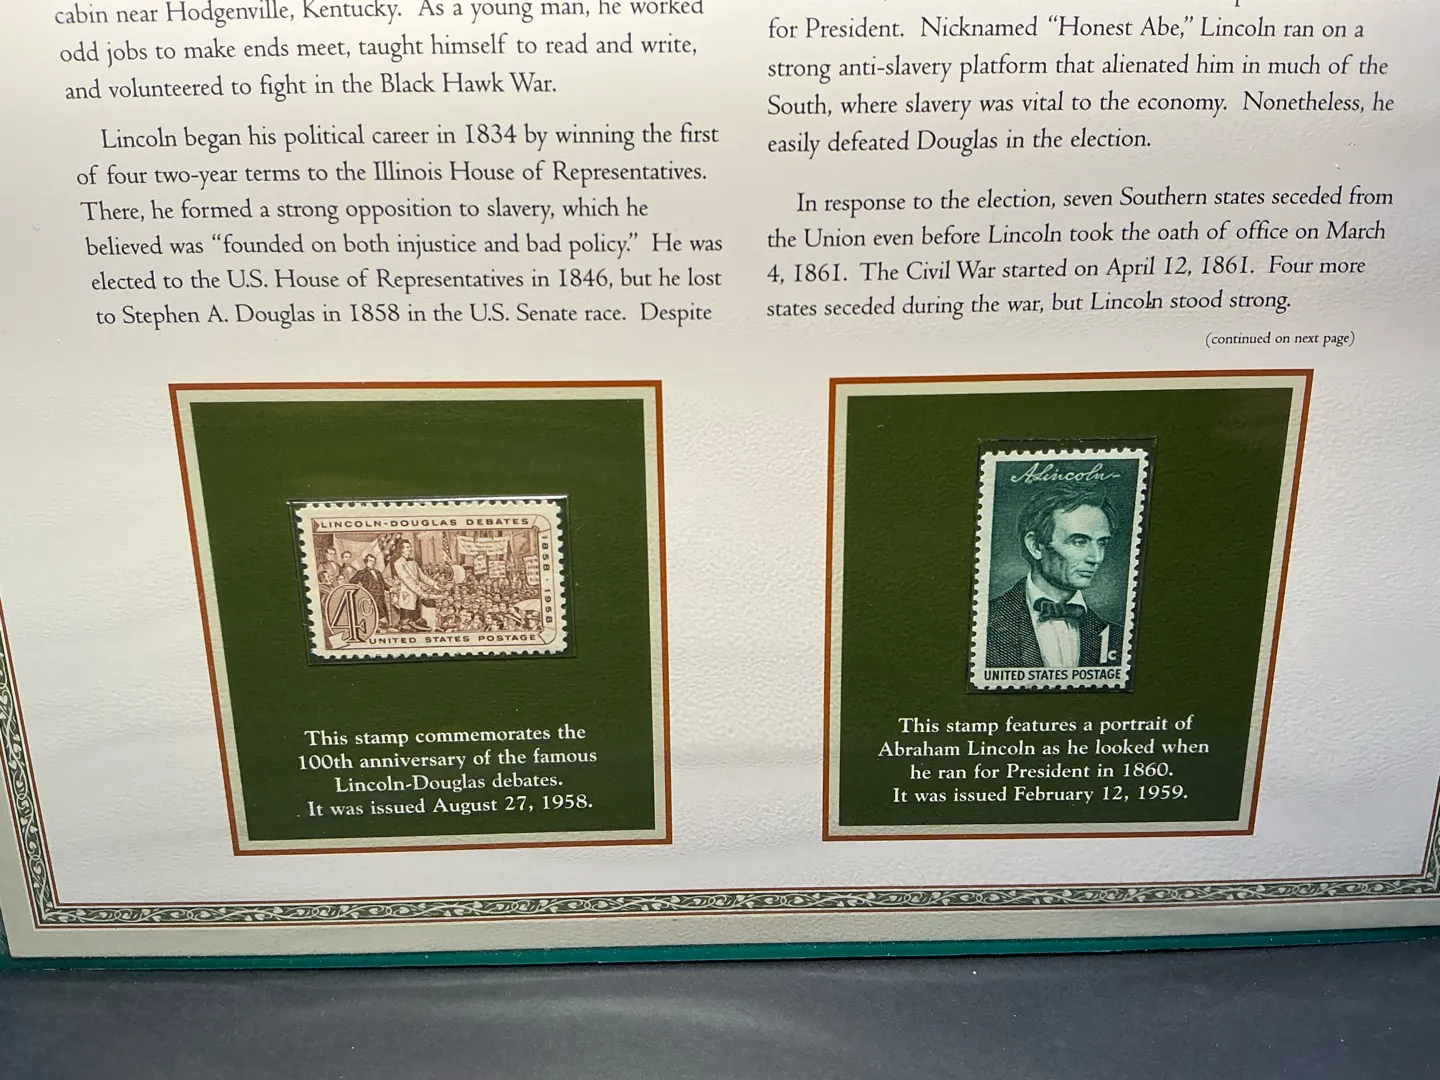 cabin near Hodgenville, Kentucky. As a young man, he worked
odd jobs to make ends meet, taught himself to read and write,
and volunteered to fight in the Black Hawk War.
Lincoln began his political career in 1834 by winning the first
of four two-year terms to the Illinois House of Representatives.
There, he formed a strong opposition to slavery, which he
believed was “founded on both injustice and bad policy.” He was
elected to the U.S. House of Representatives in 1846, but he lost
to Stephen A. Douglas in 1858 in the U.S. Senate race. Despite
for President. Nicknamed “Honest Abe,” Lincoln ran on a
strong anti-slavery platform that alienated him in much of the
South, where slavery was vital to the economy. Nonetheless, he
easily defeated Douglas in the election.
In response to the election, seven Southern states seceded from
the Union even before Lincoln took the oath of office on March
4, 1861. The Civil War started on April 12, 1861. Four more
states seceded during the war, but Lincoln stood strong.
(continued on next page)
LINCOLN-DOUGLAS DEBATES
1858 · 1958
4c
UNITED STATES POSTAGE
This stamp commemorates the
100th anniversary of the famous
Lincoln-Douglas debates.
It was issued August 27, 1958.
A Lincoln
1c
UNITED STATES POSTAGE
This stamp features a portrait of
Abraham Lincoln as he looked when
he ran for President in 1860.
It was issued February 12, 1959.